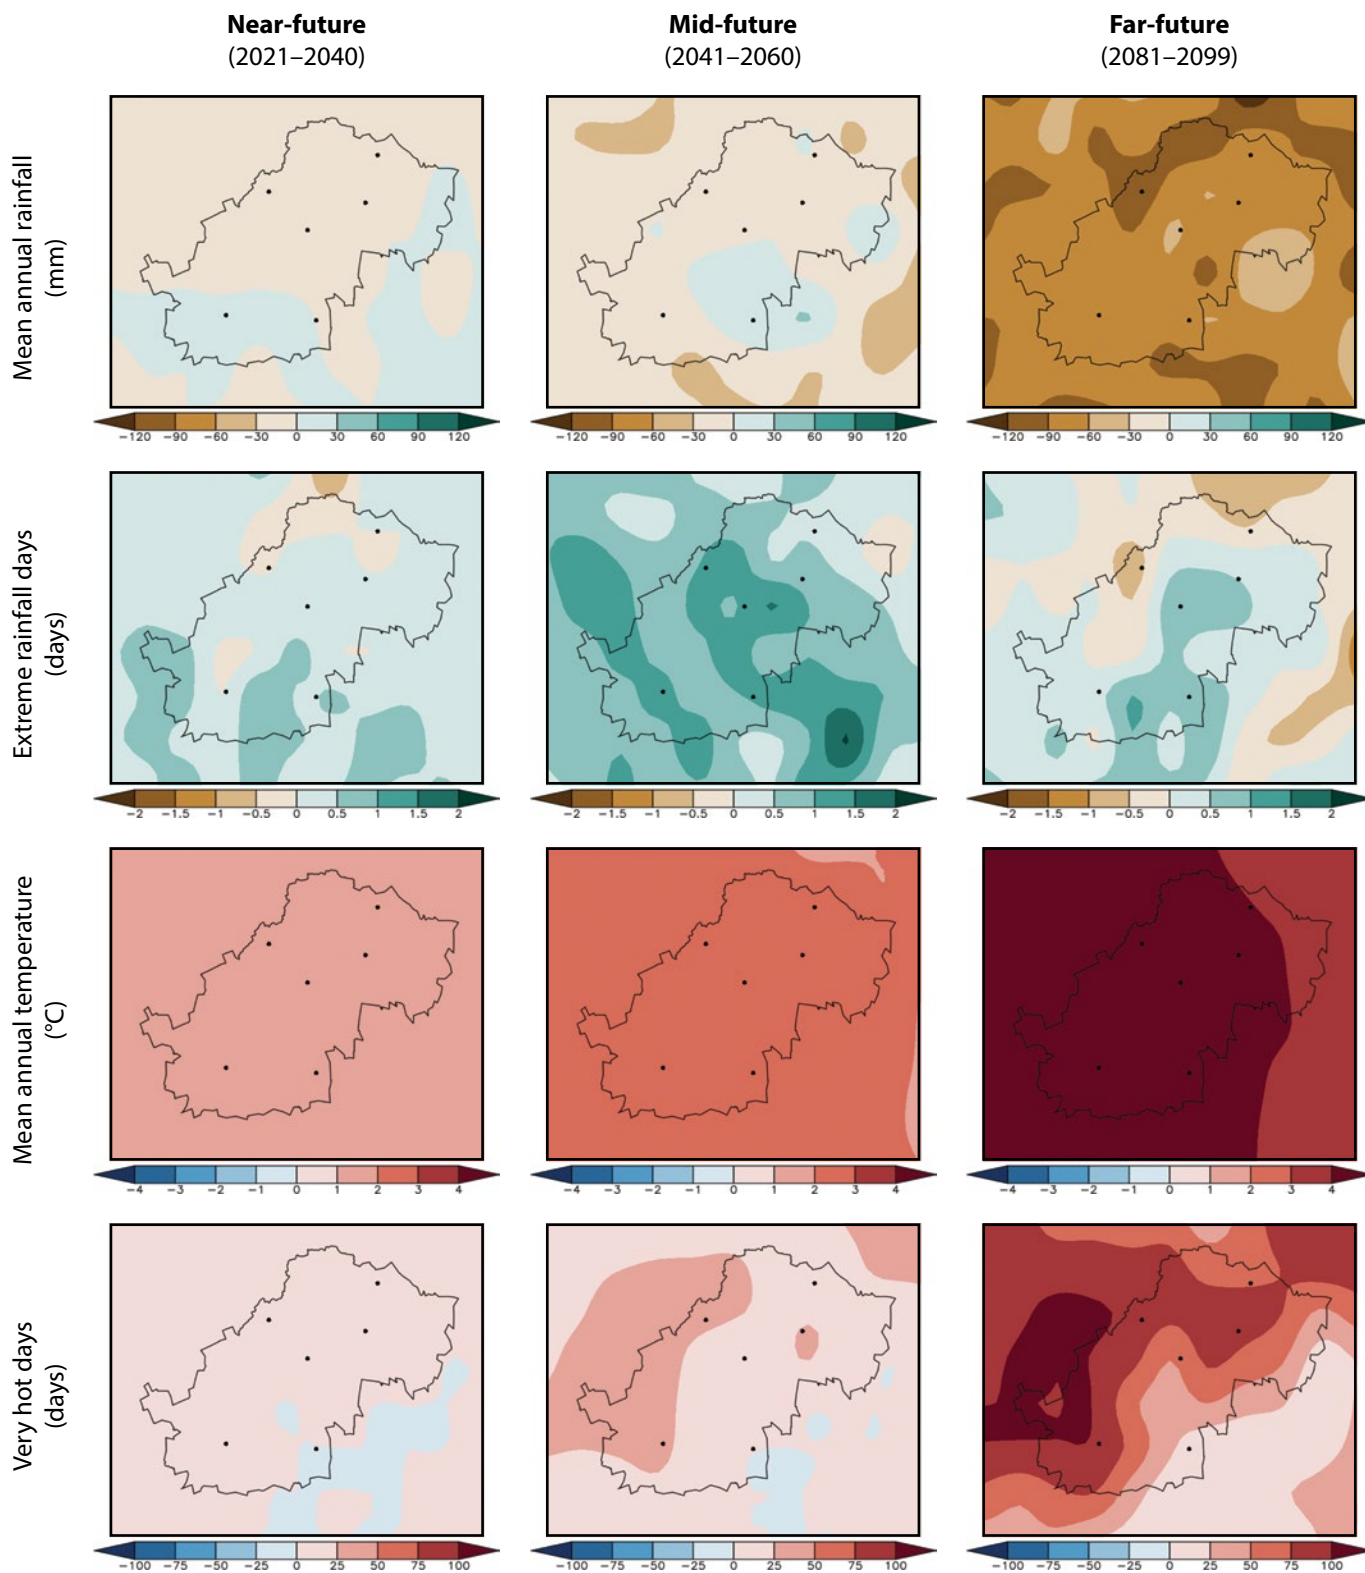 Near-future
(2021–2040)
Mid-future
(2041–2060)
Far-future
(2081–2099)
Mean annual rainfall
(mm)
−120 −90 −60 −30 0 30 60 90 120
−120 −90 −60 −30 0 30 60 90 120
−120 −90 −60 −30 0 30 60 90 120
Extreme rainfall days
(days)
−2 −1.5 −1 −0.5 0 0.5 1 1.5 2
−2 −1.5 −1 −0.5 0 0.5 1 1.5 2
−2 −1.5 −1 −0.5 0 0.5 1 1.5 2
Mean annual temperature
(°C)
−4 −3 −2 −1 0 1 2 3 4
−4 −3 −2 −1 0 1 2 3 4
−4 −3 −2 −1 0 1 2 3 4
Very hot days
(days)
−100 −75 −50 −25 0 25 50 75 100
−100 −75 −50 −25 0 25 50 75 100
−100 −75 −50 −25 0 25 50 75 100